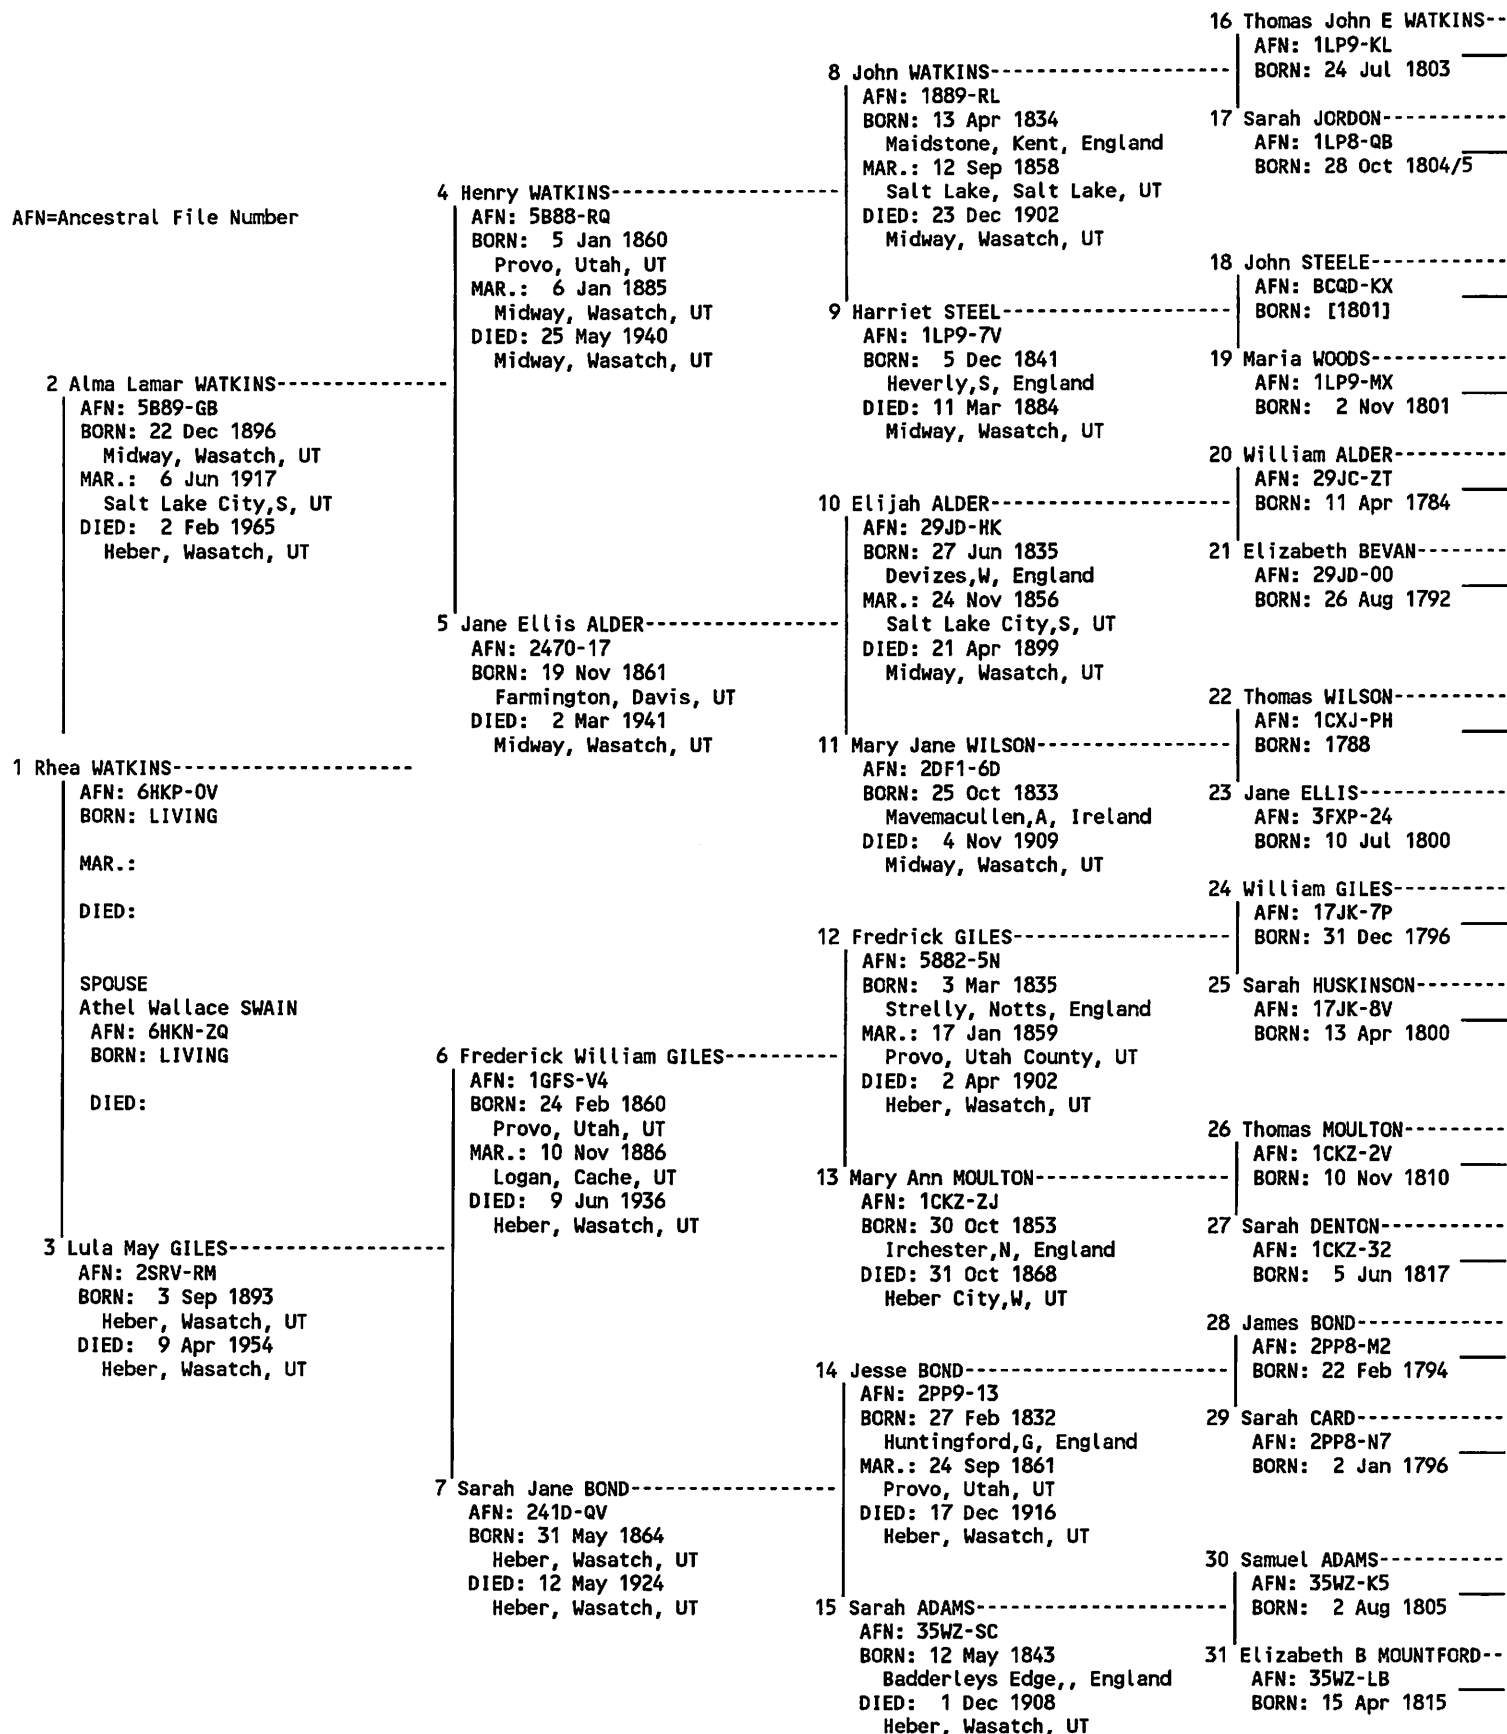 AFN=Ancestral File Number
1 Rhea WATKINS--------------------
AFN: 6HKP-0V
BORN: LIVING
MAR.:
DIED:
SPOUSE
Athel Wallace SWAIN
AFN: 6HKN-ZQ
BORN: LIVING
DIED:
2 Alma Lamar WATKINS---------------
AFN: 5B89-GB
BORN: 22 Dec 1896
Midway, Wasatch, UT
MAR.: 6 Jun 1917
Salt Lake City,S, UT
DIED: 2 Feb 1965
Heber, Wasatch, UT
3 Lula May GILES-------------------
AFN: 2SRV-RM
BORN: 3 Sep 1893
Heber, Wasatch, UT
DIED: 9 Apr 1954
Heber, Wasatch, UT
4 Henry WATKINS--------------------
AFN: 5B88-RQ
BORN: 5 Jan 1860
Provo, Utah, UT
MAR.: 6 Jan 1885
Midway, Wasatch, UT
DIED: 25 May 1940
Midway, Wasatch, UT
5 Jane Ellis ALDER-----------------
AFN: 2470-17
BORN: 19 Nov 1861
Farmington, Davis, UT
DIED: 2 Mar 1941
Midway, Wasatch, UT
6 Frederick William GILES----------
AFN: 1GFS-V4
BORN: 24 Feb 1860
Provo, Utah, UT
MAR.: 10 Nov 1886
Logan, Cache, UT
DIED: 9 Jun 1936
Heber, Wasatch, UT
7 Sarah Jane BOND------------------
AFN: 241D-QV
BORN: 31 May 1864
Heber, Wasatch, UT
DIED: 12 May 1924
Heber, Wasatch, UT
8 John WATKINS---------------------
AFN: 1889-RL
BORN: 13 Apr 1834
Maidstone, Kent, England
MAR.: 12 Sep 1858
Salt Lake, Salt Lake, UT
DIED: 23 Dec 1902
Midway, Wasatch, UT
9 Harriet STEEL--------------------
AFN: 1LP9-7V
BORN: 5 Dec 1841
Heverly,S, England
DIED: 11 Mar 1884
Midway, Wasatch, UT
10 Elijah ALDER---------------------
AFN: 29JD-HK
BORN: 27 Jun 1835
Devizes,W, England
MAR.: 24 Nov 1856
Salt Lake City,S, UT
DIED: 21 Apr 1899
Midway, Wasatch, UT
11 Mary Jane WILSON-----------------
AFN: 2DF1-6D
BORN: 25 Oct 1833
Mavemacullen,A, Ireland
DIED: 4 Nov 1909
Midway, Wasatch, UT
12 Fredrick GILES-------------------
AFN: 5882-5N
BORN: 3 Mar 1835
Strelly, Notts, England
MAR.: 17 Jan 1859
Provo, Utah County, UT
DIED: 2 Apr 1902
Heber, Wasatch, UT
13 Mary Ann MOULTON-----------------
AFN: 1CKZ-ZJ
BORN: 30 Oct 1853
Irchester,N, England
DIED: 31 Oct 1868
Heber City,W, UT
14 Jesse BOND-----------------------
AFN: 2PP9-13
BORN: 27 Feb 1832
Huntingford,G, England
MAR.: 24 Sep 1861
Provo, Utah, UT
DIED: 17 Dec 1916
Heber, Wasatch, UT
15 Sarah ADAMS----------------------
AFN: 35WZ-SC
BORN: 12 May 1843
Badderleys Edge,, England
DIED: 1 Dec 1908
Heber, Wasatch, UT
16 Thomas John E WATKINS--
AFN: 1LP9-KL
BORN: 24 Jul 1803
17 Sarah JORDON-----------
AFN: 1LP8-QB
BORN: 28 Oct 1804/5
18 John STEELE------------
AFN: BCQD-KX
BORN: [1801]
19 Maria WOODS------------
AFN: 1LP9-MX
BORN: 2 Nov 1801
20 William ALDER----------
AFN: 29JC-ZT
BORN: 11 Apr 1784
21 Elizabeth BEVAN--------
AFN: 29JD-00
BORN: 26 Aug 1792
22 Thomas WILSON----------
AFN: 1CXJ-PH
BORN: 1788
23 Jane ELLIS-------------
AFN: 3FXP-24
BORN: 10 Jul 1800
24 William GILES----------
AFN: 17JK-7P
BORN: 31 Dec 1796
25 Sarah HUSKINSON--------
AFN: 17JK-8V
BORN: 13 Apr 1800
26 Thomas MOULTON---------
AFN: 1CKZ-2V
BORN: 10 Nov 1810
27 Sarah DENTON-----------
AFN: 1CKZ-32
BORN: 5 Jun 1817
28 James BOND-------------
AFN: 2PP8-M2
BORN: 22 Feb 1794
29 Sarah CARD-------------
AFN: 2PP8-N7
BORN: 2 Jan 1796
30 Samuel ADAMS-----------
AFN: 35WZ-K5
BORN: 2 Aug 1805
31 Elizabeth B MOUNTFORD--
AFN: 35WZ-LB
BORN: 15 Apr 1815